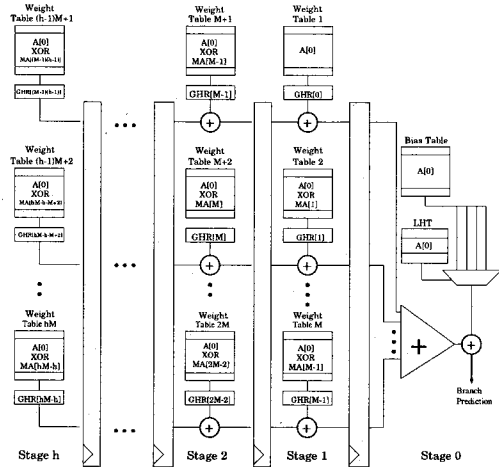 Weight
Table (h-1)M+1
A[0]
XOR
MA[(M-1)(h-1)]
GHR[(M-1)(h-1)]
Weight
Table M+1
A[0]
XOR
MA[M-1]
GHR[M-1]
Weight
Table 1
A[0]
GHR[0]
Weight
Table (h-1)M+2
A[0]
XOR
MA[hM-h-M+2]
GHR[hM-h-M+2]
Weight
Table M+2
A[0]
XOR
MA[M]
GHR[M]
Weight
Table 2
A[0]
XOR
MA[1]
GHR[1]
Bias Table
A[0]
LHT
A[0]
Weight
Table hM
A[0]
XOR
MA[hM-h]
GHR[hM-h]
Weight
Table 2M
A[0]
XOR
MA[2M-2]
GHR[2M-2]
Weight
Table M
A[0]
XOR
MA[M-1]
GHR[M-1]
Branch
Prediction
Stage h
Stage 2
Stage 1
Stage 0